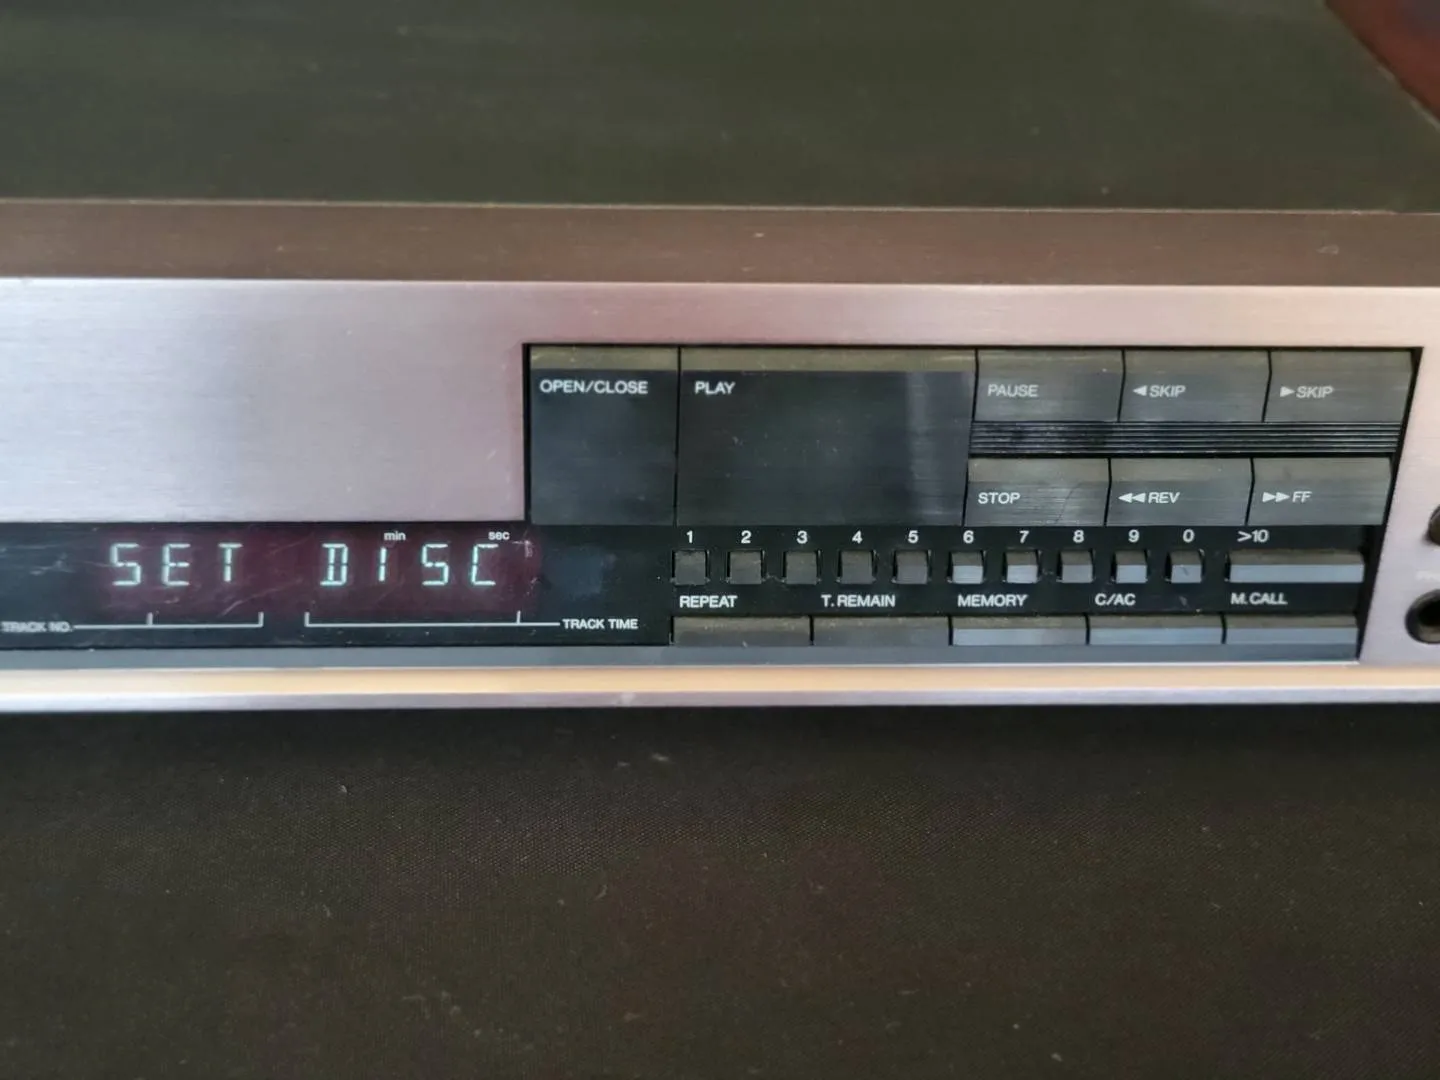 OPEN/CLOSE PLAY PAUSE ◀SKIP ▶SKIP
STOP ◀◀REV ▶▶FF
min sec
SET DISC
1 2 3 4 5 6 7 8 9 0 >10
REPEAT T. REMAIN MEMORY C/AC M. CALL
TRACK NO. TRACK TIME